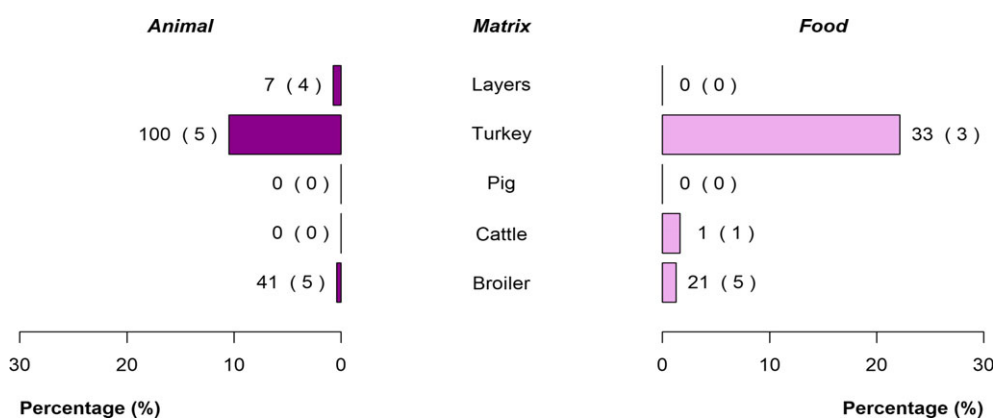 Animal Matrix Food
7 ( 4 ) Layers 0 ( 0 )
100 ( 5 ) Turkey 33 ( 3 )
0 ( 0 ) Pig 0 ( 0 )
0 ( 0 ) Cattle 1 ( 1 )
41 ( 5 ) Broiler 21 ( 5 )
30 20 10 0 0 10 20 30
Percentage (%) Percentage (%)